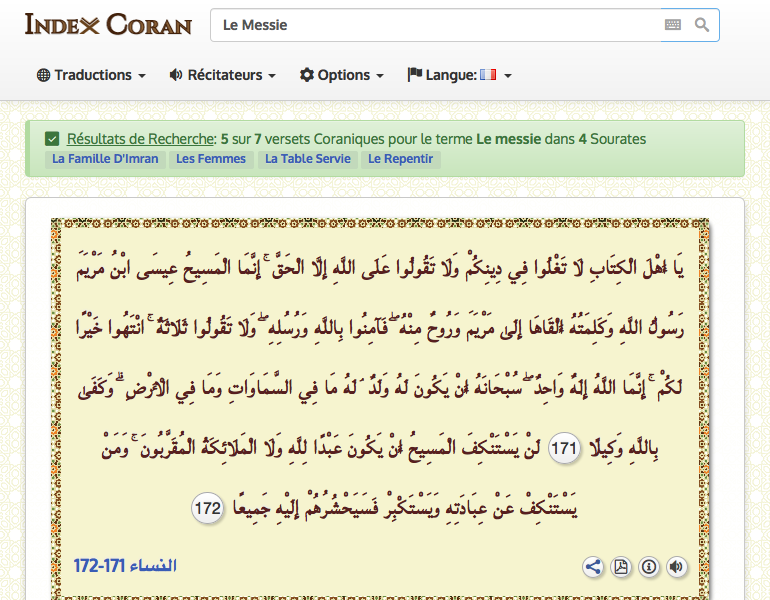 INDEX CORAN
Le Messie
Traductions
Récitateurs
Options
Langue:
Résultats de Recherche: 5 sur 7 versets Coraniques pour le terme Le messie dans 4 Sourates
La Famille D'Imran Les Femmes La Table Servie Le Repentir
يَا أَهْلَ الْكِتَابِ لَا تَغْلُوا فِي دِينِكُمْ وَلَا تَقُولُوا عَلَى اللَّهِ إِلَّا الْحَقَّ ۚ إِنَّمَا الْمَسِيحُ عِيسَى ابْنُ مَرْيَمَ
رَسُولُ اللَّهِ وَكَلِمَتُهُ أَلْقَاهَا إِلَىٰ مَرْيَمَ وَرُوحٌ مِنْهُ ۖ فَآمِنُوا بِاللَّهِ وَرُسُلِهِ ۖ وَلَا تَقُولُوا ثَلَاثَةٌ ۚ انْتَهُوا خَيْرًا
لَكُمْ ۚ إِنَّمَا اللَّهُ إِلَٰهٌ وَاحِدٌ ۖ سُبْحَانَهُ أَنْ يَكُونَ لَهُ وَلَدٌ ۘ لَهُ مَا فِي السَّمَاوَاتِ وَمَا فِي الْأَرْضِ ۗ وَكَفَىٰ
بِاللَّهِ وَكِيلًا 171 لَنْ يَسْتَنْكِفَ الْمَسِيحُ أَنْ يَكُونَ عَبْدًا لِلَّهِ وَلَا الْمَلَائِكَةُ الْمُقَرَّبُونَ ۚ وَمَنْ
يَسْتَنْكِفْ عَنْ عِبَادَتِهِ وَيَسْتَكْبِرْ فَسَيَحْشُرُهُمْ إِلَيْهِ جَمِيعًا 172
النساء 171-172